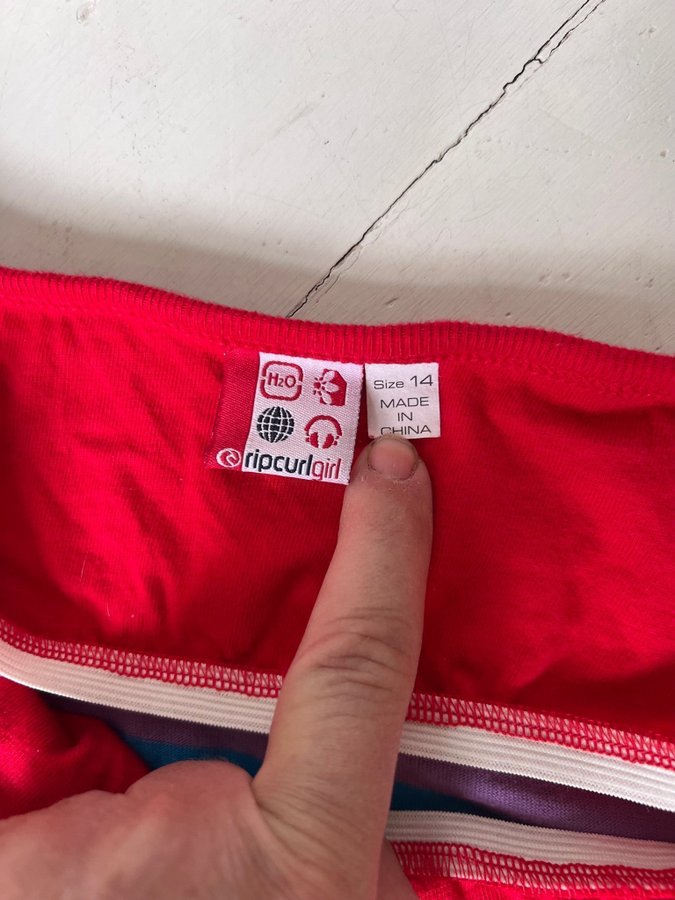 H2O
ripcurlgirl
Size 14
MADE
IN
CHINA